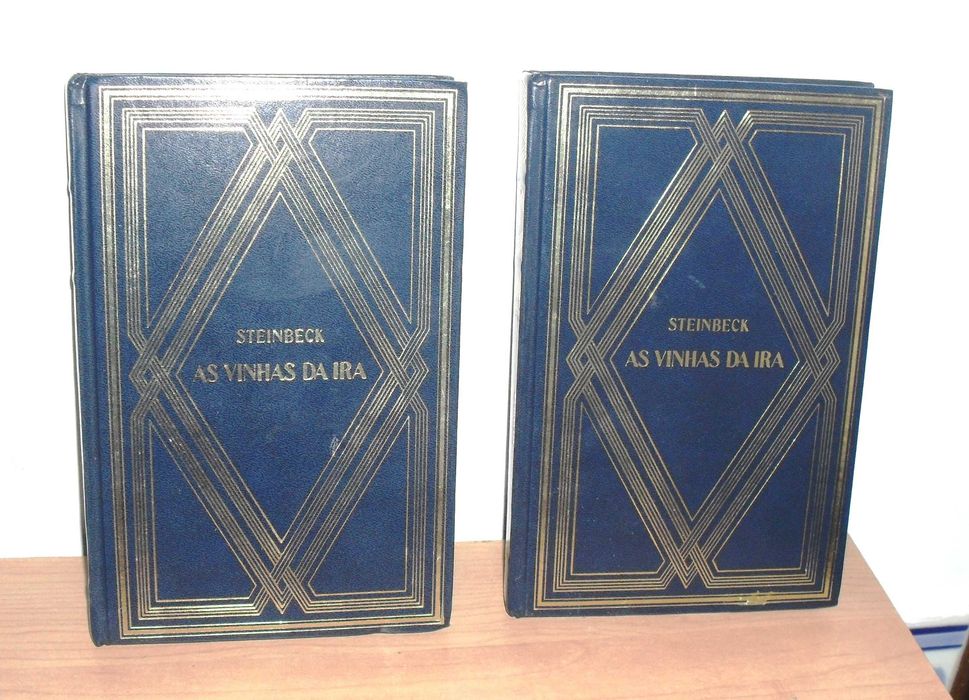 STEINBECK
AS VINHAS DA IRA
STEINBECK
AS VINHAS DA IRA